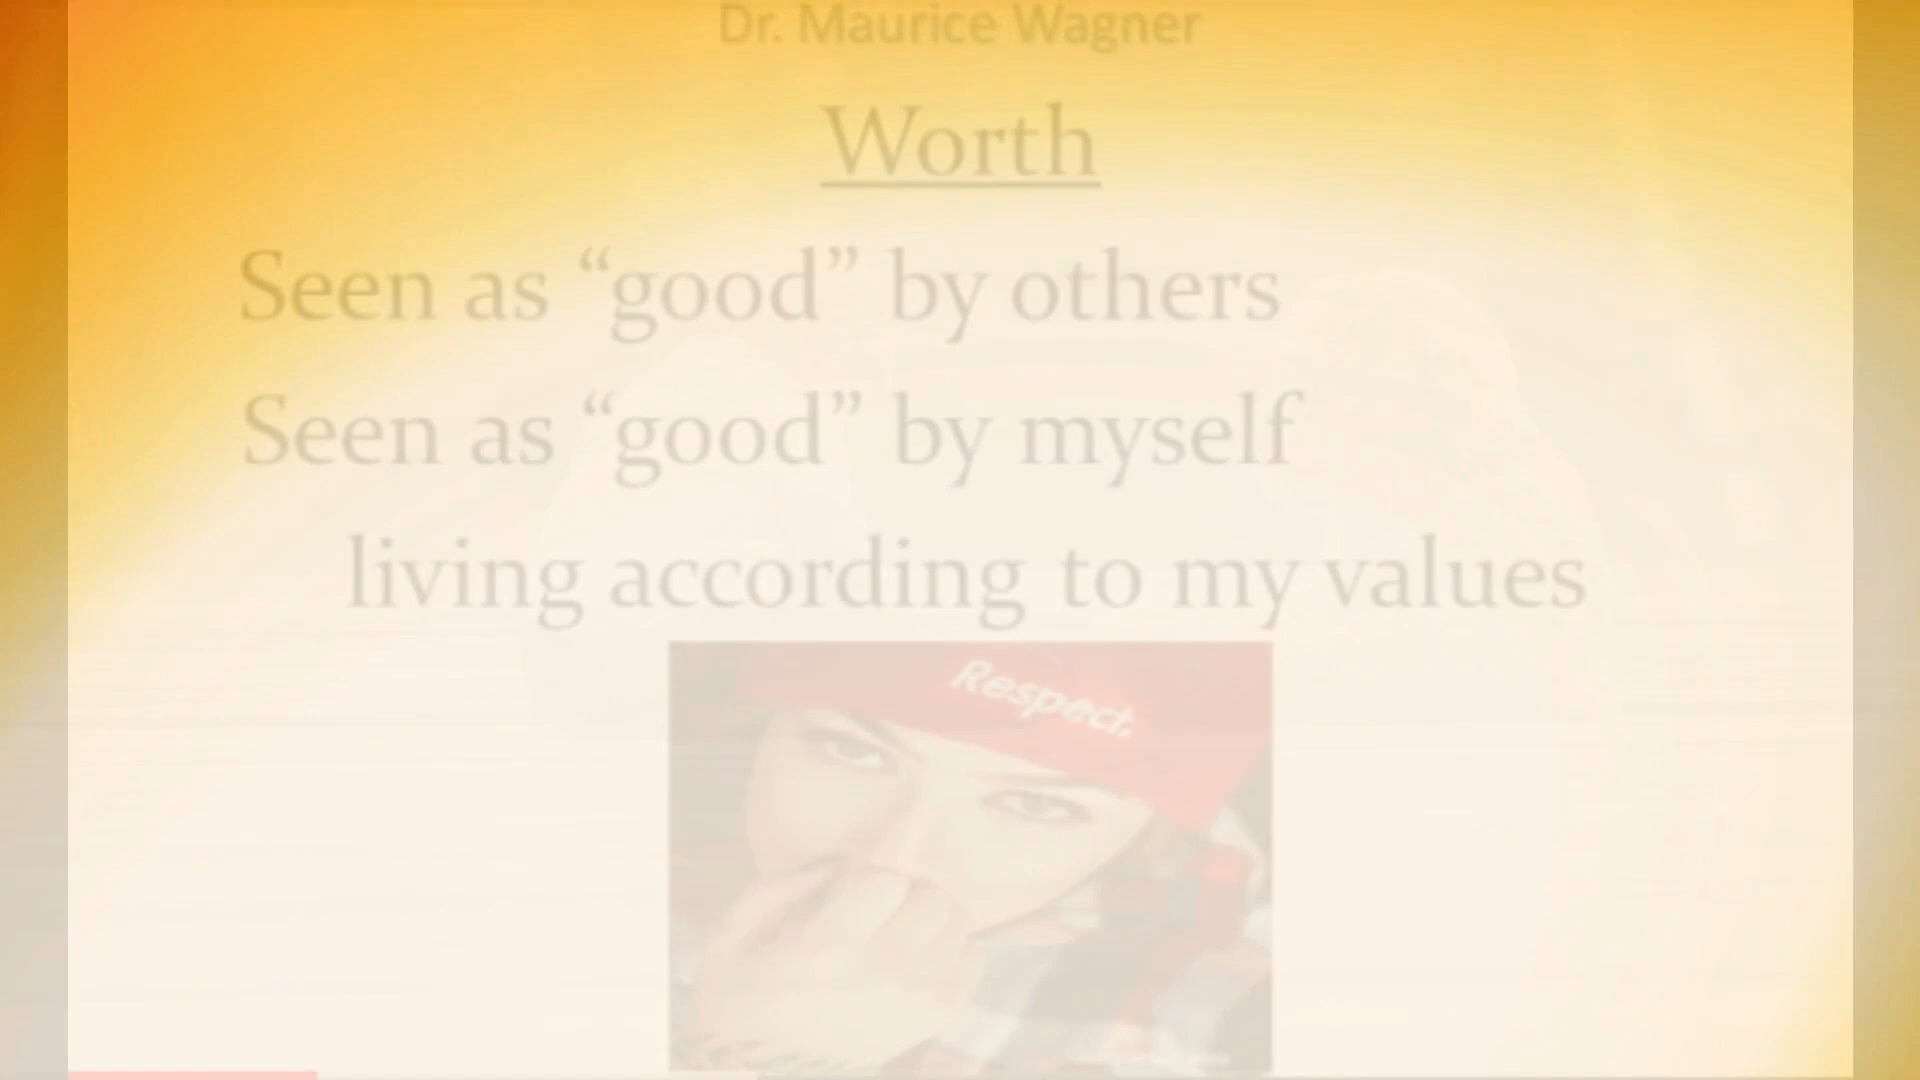 Dr. Maurice Wagner
Worth
Seen as “good” by others
Seen as “good” by myself
living according to my values
Respect.